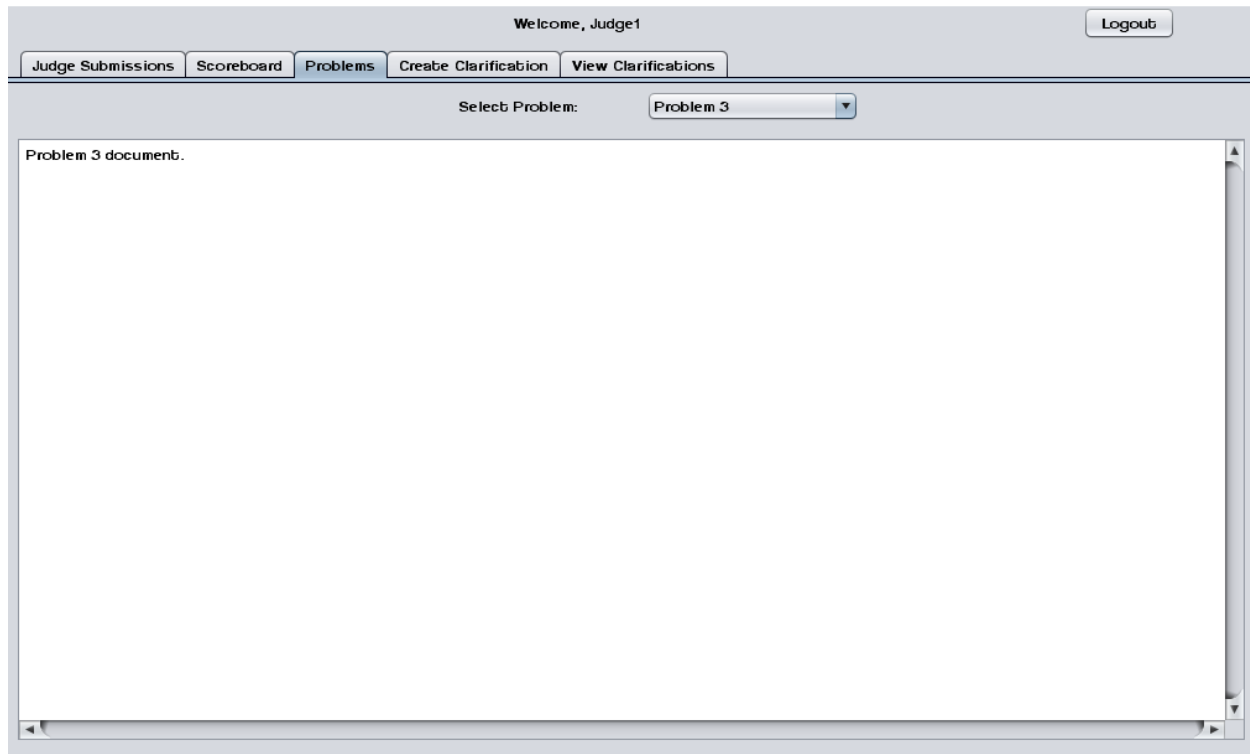 Welcome, Judge1 Logout
Judge Submissions Scoreboard Problems Create Clarification View Clarifications
Select Problem: Problem 3
Problem 3 document.